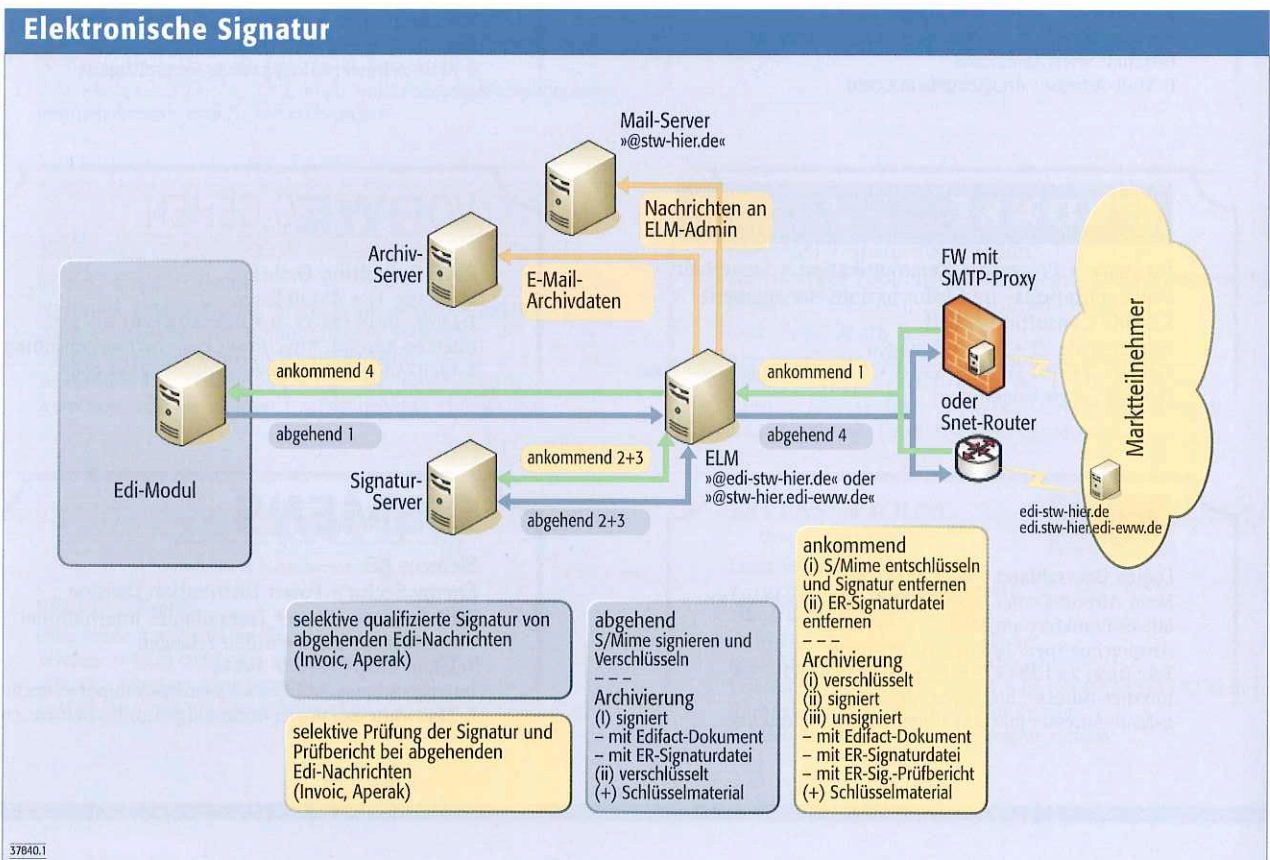 Elektronische Signatur
Mail-Server
»@stw-hier.de«
Nachrichten an
ELM-Admin
Archiv-
Server
E-Mail-
Archivdaten
FW mit
SMTP-Proxy
Marktteilnehmer
ankommend 4
ankommend 1
abgehend 1
abgehend 4
oder
Snet-Router
Edi-Modul
Signatur-
Server
ankommend 2+3
abgehend 2+3
ELM
»@edi-stw-hier.de« oder
»@stw-hier.edi-eww.de«
edi-stw-hier.de
edi.stw-hier.edi-eww.de
selektive qualifizierte Signatur von
abgehenden Edi-Nachrichten
(Invoic, Aperak)
selektive Prüfung der Signatur und
Prüfbericht bei abgehenden
Edi-Nachrichten
(Invoic, Aperak)
abgehend
S/Mime signieren und
Verschlüseln
– – –
Archivierung
(I) signiert
– mit Edifact-Dokument
– mit ER-Signaturdatei
(ii) verschlüsselt
(+) Schlüsselmaterial
ankommend
(i) S/Mime entschlüseln
und Signatur entfernen
(ii) ER-Signaturdatei
entfernen
– – –
Archivierung
(i) verschlüsselt
(ii) signiert
(iii) unsigniert
– mit Edifact-Dokument
– mit ER-Signaturdatei
– mit ER-Sig.-Prüfbericht
(+) Schlüsselmaterial
37840.1